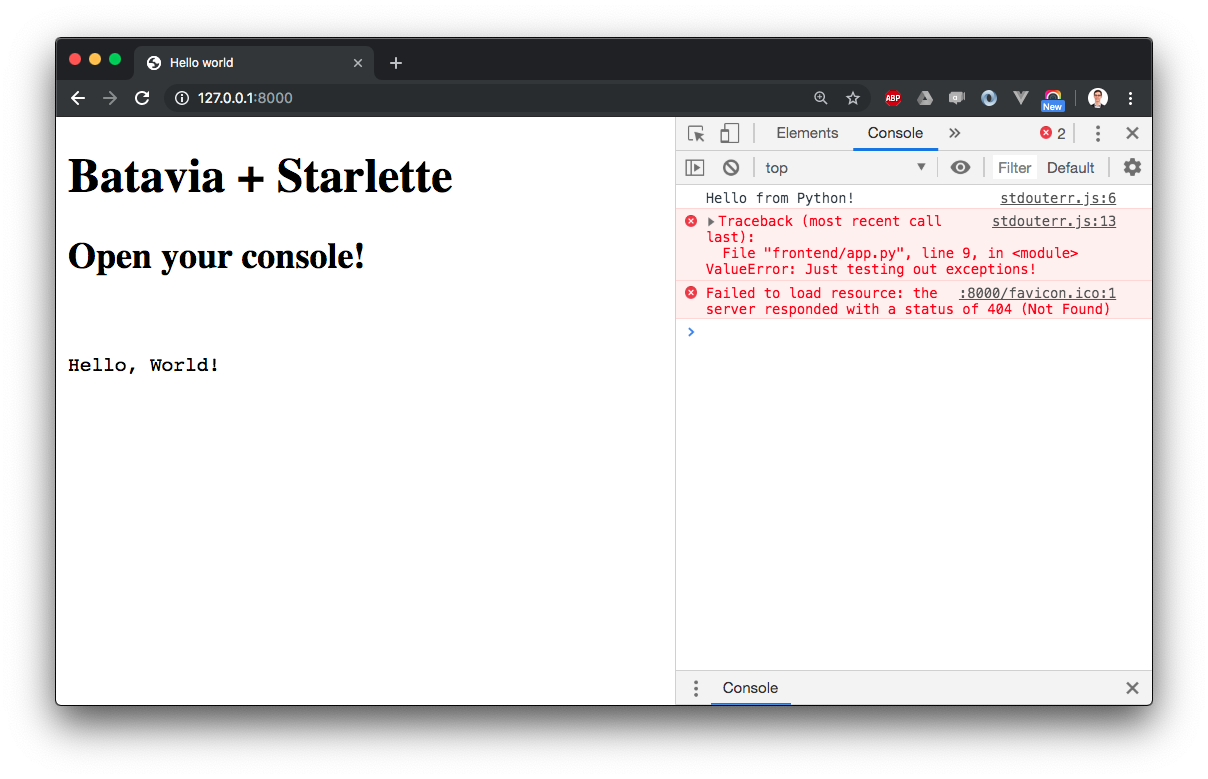 Hello world
127.0.0.1:8000
ABP
New
Elements Console 2
top Filter Default
Batavia + Starlette
Open your console!
Hello, World!
Hello from Python! stdouterr.js:6
Traceback (most recent call stdouterr.js:13
last):
File "frontend/app.py", line 9, in <module>
ValueError: Just testing out exceptions!
Failed to load resource: the :8000/favicon.ico:1
server responded with a status of 404 (Not Found)
Console